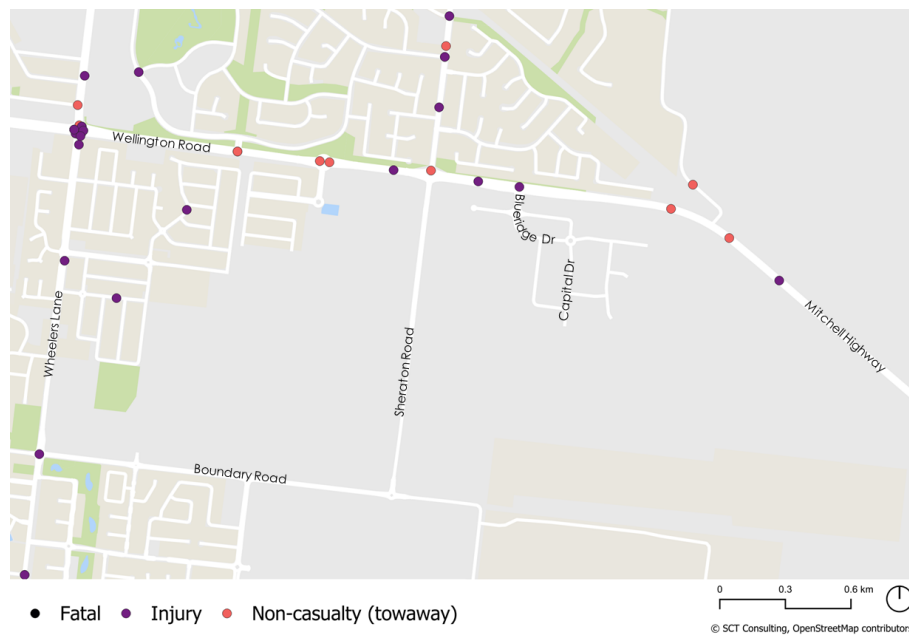 Wellington Road
Blueridge Dr
Capital Dr
Wheelers Lane
Mitchell Highway
Sheraton Road
Boundary Road
Fatal Injury Non-casualty (towaway)
0 0.3 0.6 km
© SCT Consulting, OpenStreetMap contributors